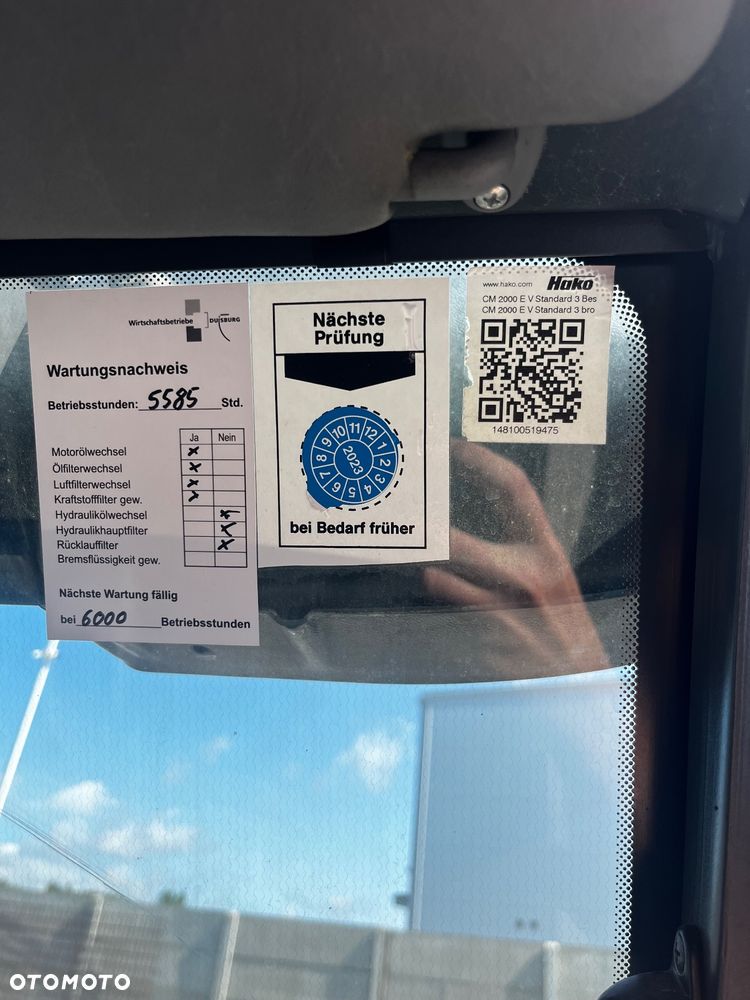 Wirtschaftsbetriebe DUISBURG
Wartungsnachweis
Betriebsstunden: 5585 Std.
Ja Nein
Motorölwechsel x
Ölfilterwechsel x
Luftfilterwechsel x
Kraftstofffilter gew. x
Hydraulikölwechsel x
Hydraulikhauptfilter x
Rücklauffilter x
Bremsflüssigkeit gew.
Nächste Wartung fällig
bei 6000 Betriebsstunden
Nächste
Prüfung
1 2 3 4 5 6 7 8 9 10 11 12
2023
bei Bedarf früher
www.hako.com Hako
CM 2000 E V Standard 3 Bes
CM 2000 E V Standard 3 bro
148100519475
OTOMOTO